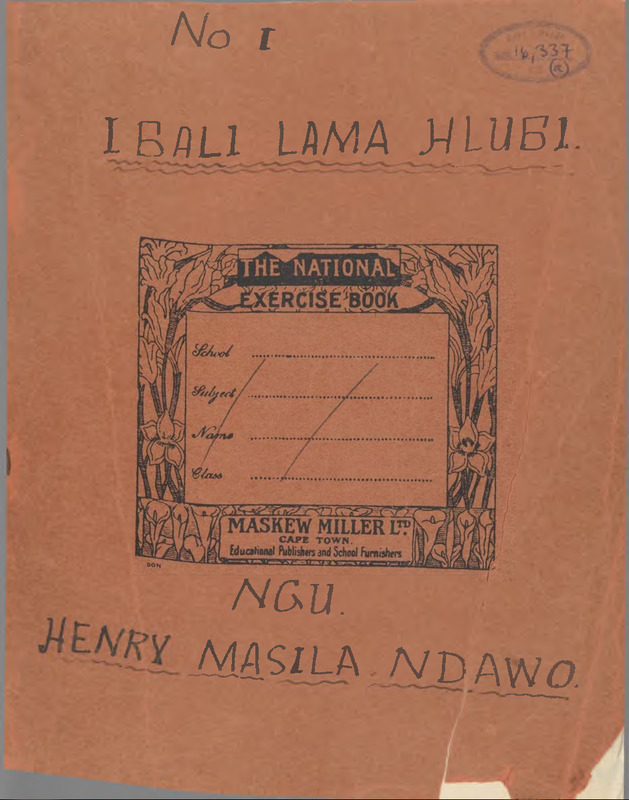 No I
16,337
(a)
IBALI LAMA HLUBI.
THE NATIONAL
EXERCISE BOOK
School
Subject
Name
Class
MASKEW MILLER LTD.
CAPE TOWN.
Educational Publishers and School Furnishers
NGU.
HENRY MASILA NDAWO.